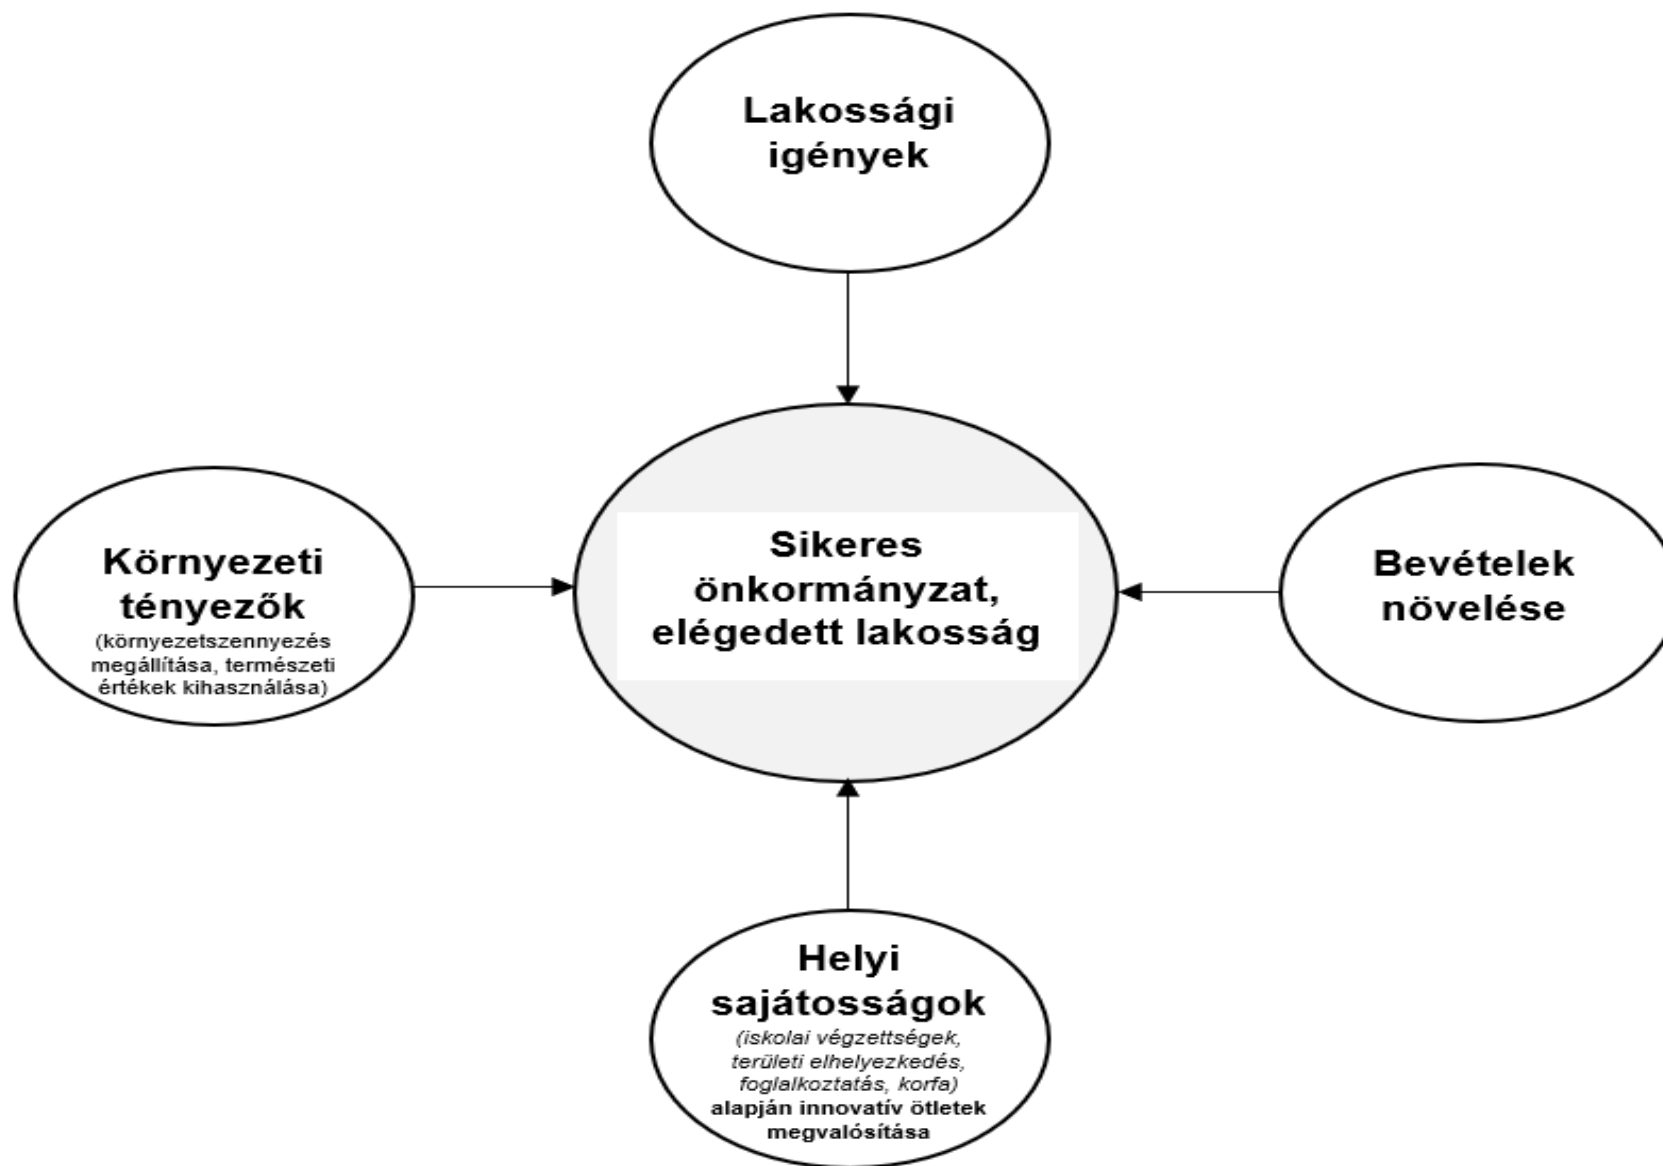 Lakossági
igények
Környezeti
tényezők
(környezetszennyezés
megállítása, természeti
értékek kihasználása)
Sikeres
önkormányzat,
elégedett lakosság
Bevételek
növelése
Helyi
sajátosságok
(iskolai végzettségek,
területi elhelyezkedés,
foglalkoztatás, korfa)
alapján innovatív ötletek
megvalósítása